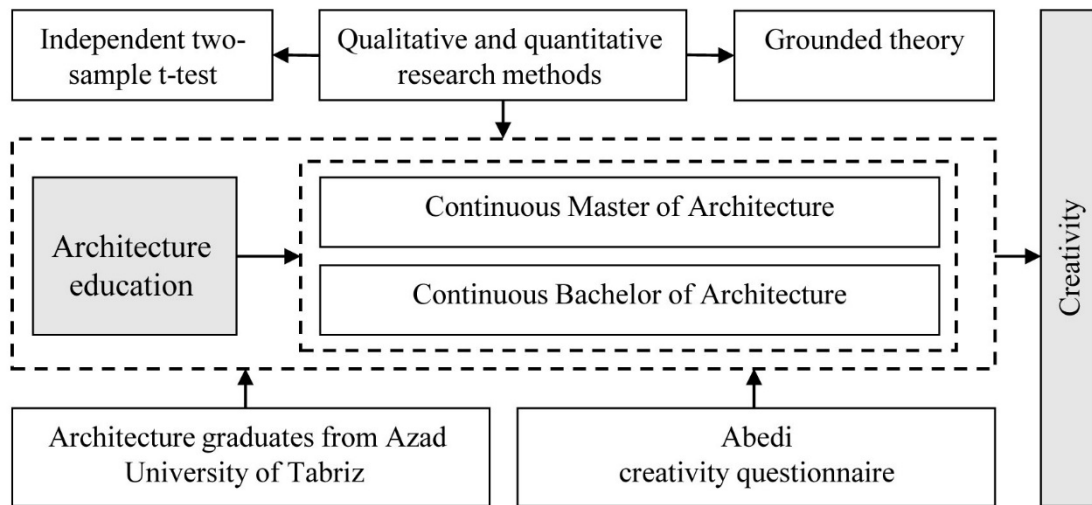 Independent two-
sample t-test
Qualitative and quantitative
research methods
Grounded theory
Architecture
education
Continuous Master of Architecture
Continuous Bachelor of Architecture
Creativity
Architecture graduates from Azad
University of Tabriz
Abedi
creativity questionnaire